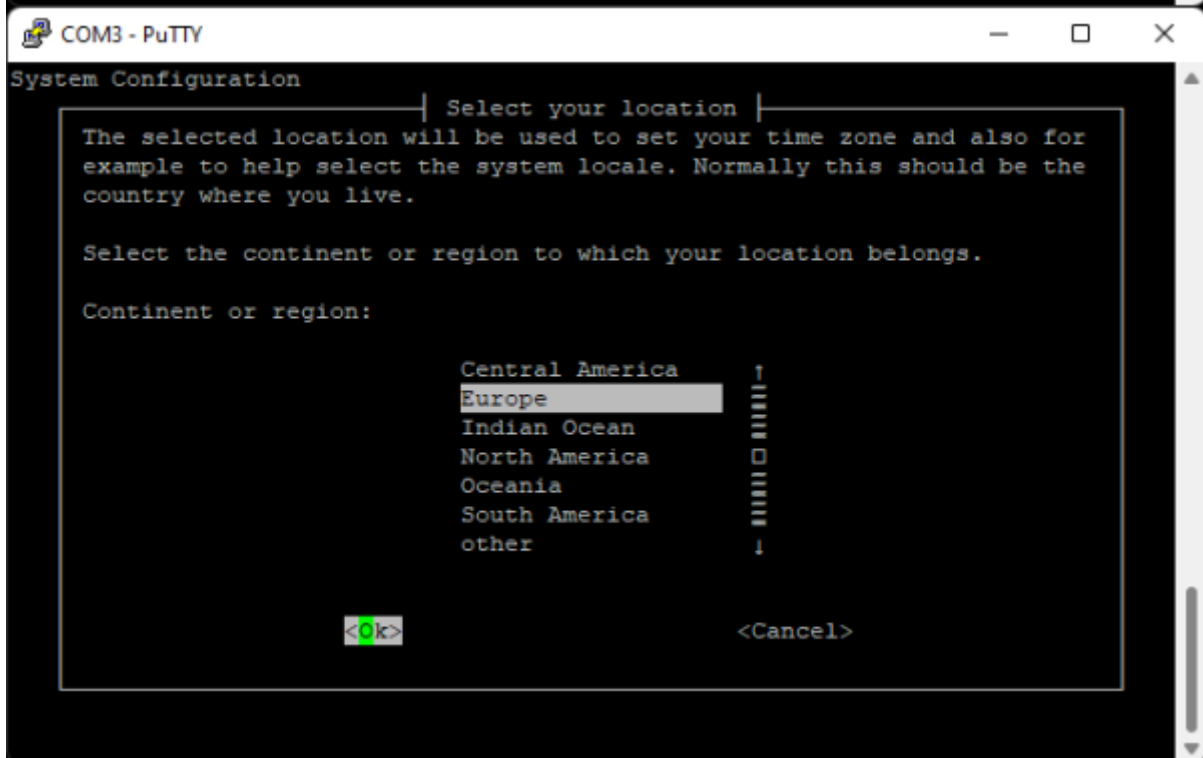 COM3 - PuTTY
System Configuration
Select your location
The selected location will be used to set your time zone and also for
example to help select the system locale. Normally this should be the
country where you live.
Select the continent or region to which your location belongs.
Continent or region:
Central America
Europe
Indian Ocean
North America
Oceania
South America
other
<Ok> <Cancel>